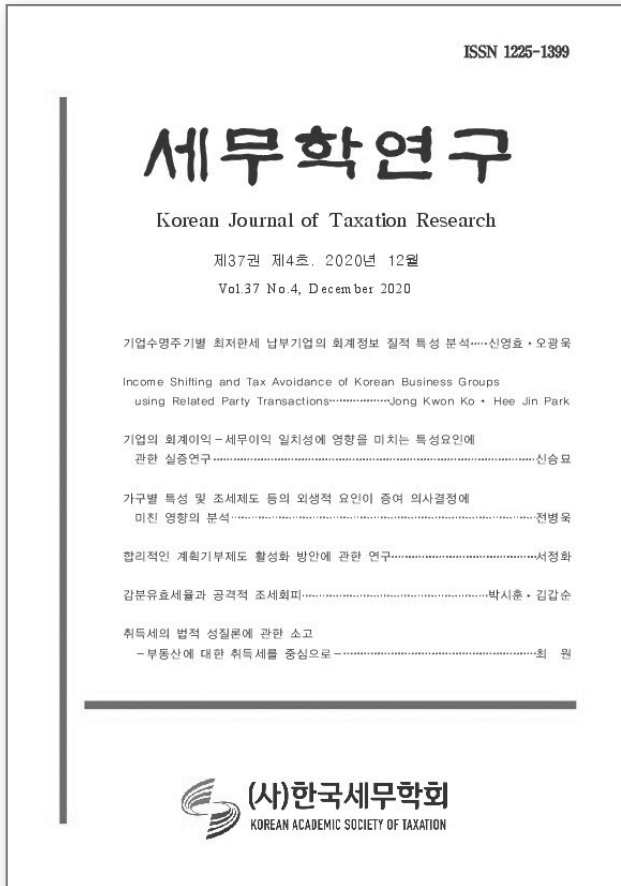 ISSN 1225-1399
세무학연구
Korean Journal of Taxation Research
제37권 제4호. 2020년 12월
Vol.37 No.4, December 2020
기업수명주기별 최저한세 납부기업의 회계정보 질적 특성 분석·····신영효·오광욱
Income Shifting and Tax Avoidance of Korean Business Groups
using Related Party Transactions··················Jong Kwon Ko · Hee Jin Park
기업의 회계이익-세무이익 일치성에 영향을 미치는 특성요인에
관한 실증연구··················신승묘
가구별 특성 및 조세제도 등의 외생적 요인이 증여 의사결정에
미친 영향의 분석··················전병욱
합리적인 계획기부제도 활성화 방안에 관한 연구··················서정화
감분유효세율과 공격적 조세회피··················박시훈·김갑순
취득세의 법적 성질론에 관한 소고
-부동산에 대한 취득세를 중심으로-··················최 원
(사)한국세무학회
KOREAN ACADEMIC SOCIETY OF TAXATION